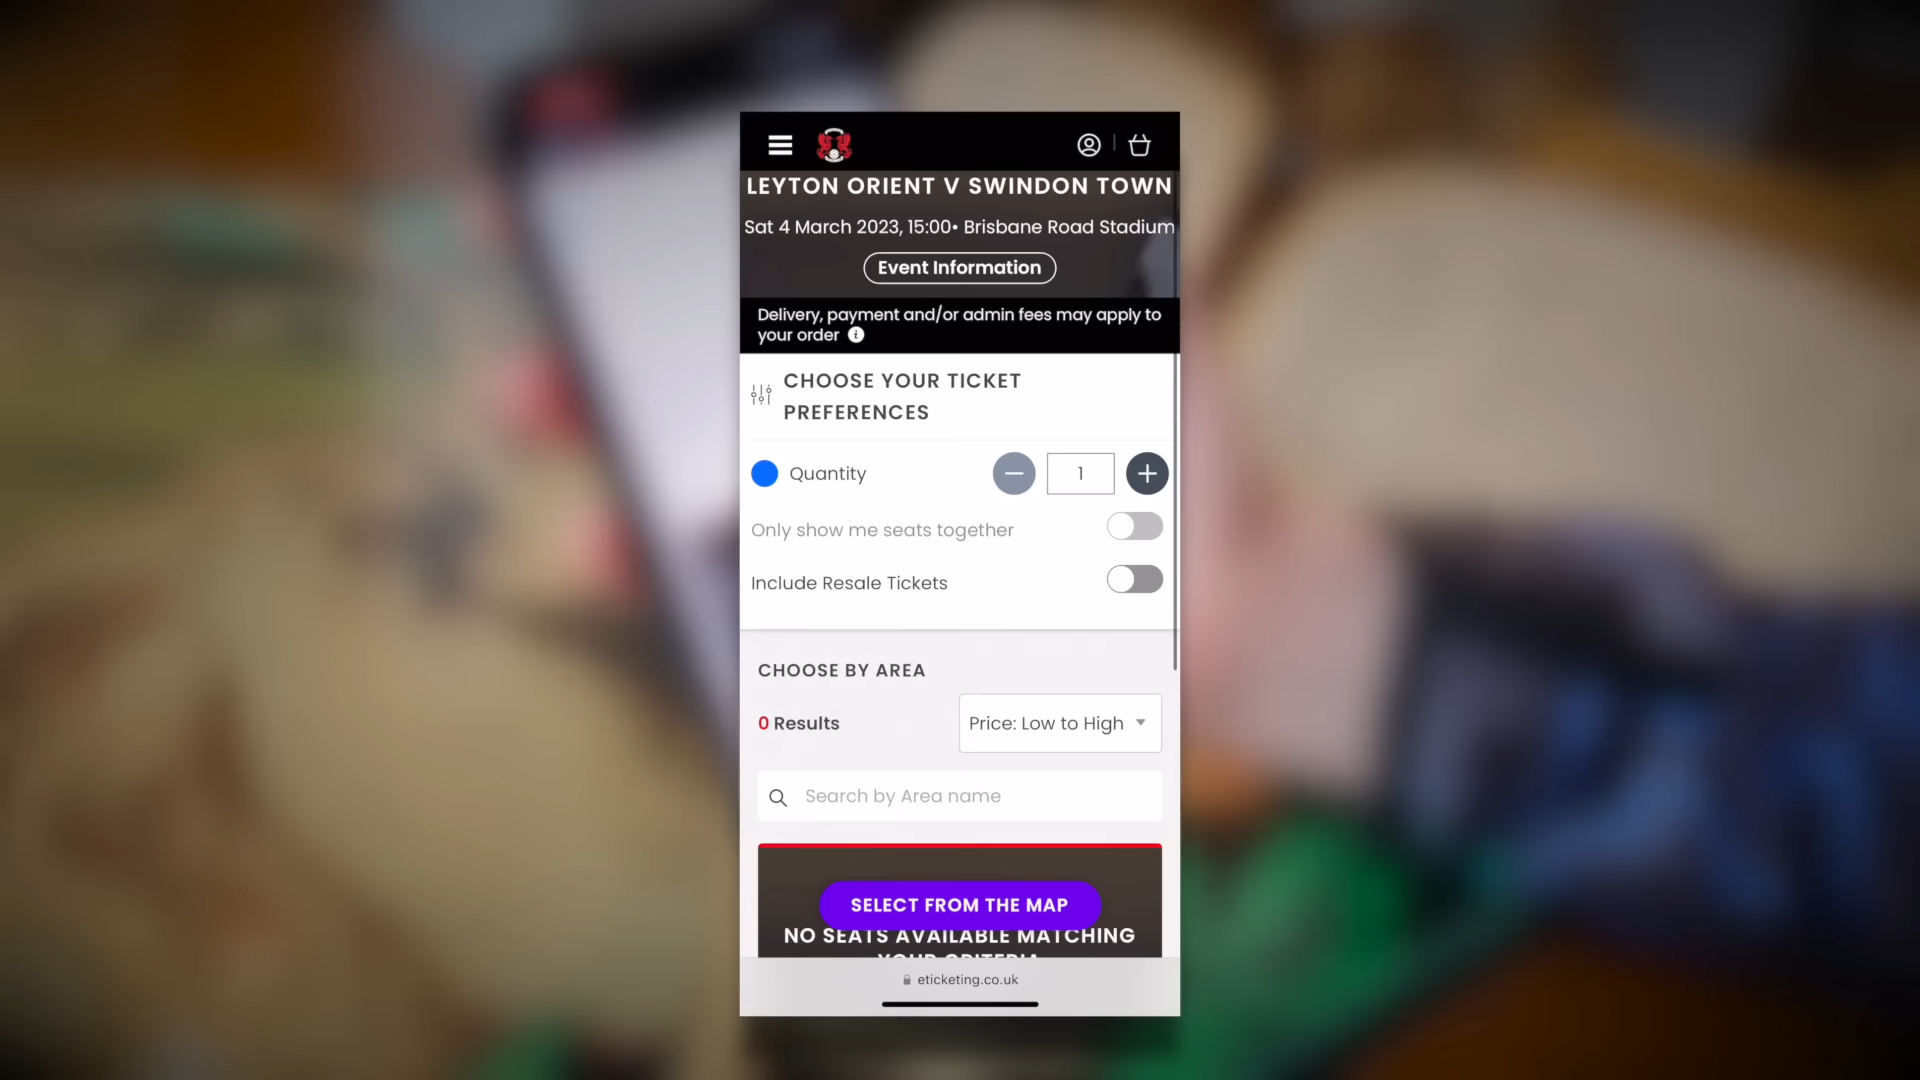 LEYTON ORIENT V SWINDON TOWN
Sat 4 March 2023, 15:00• Brisbane Road Stadium
Event Information
Delivery, payment and/or admin fees may apply to
your order
CHOOSE YOUR TICKET
PREFERENCES
Quantity
1
Only show me seats together
Include Resale Tickets
CHOOSE BY AREA
0 Results
Price: Low to High
Search by Area name
SELECT FROM THE MAP
NO SEATS AVAILABLE MATCHING
YOUR CRITERIA
eticketing.co.uk